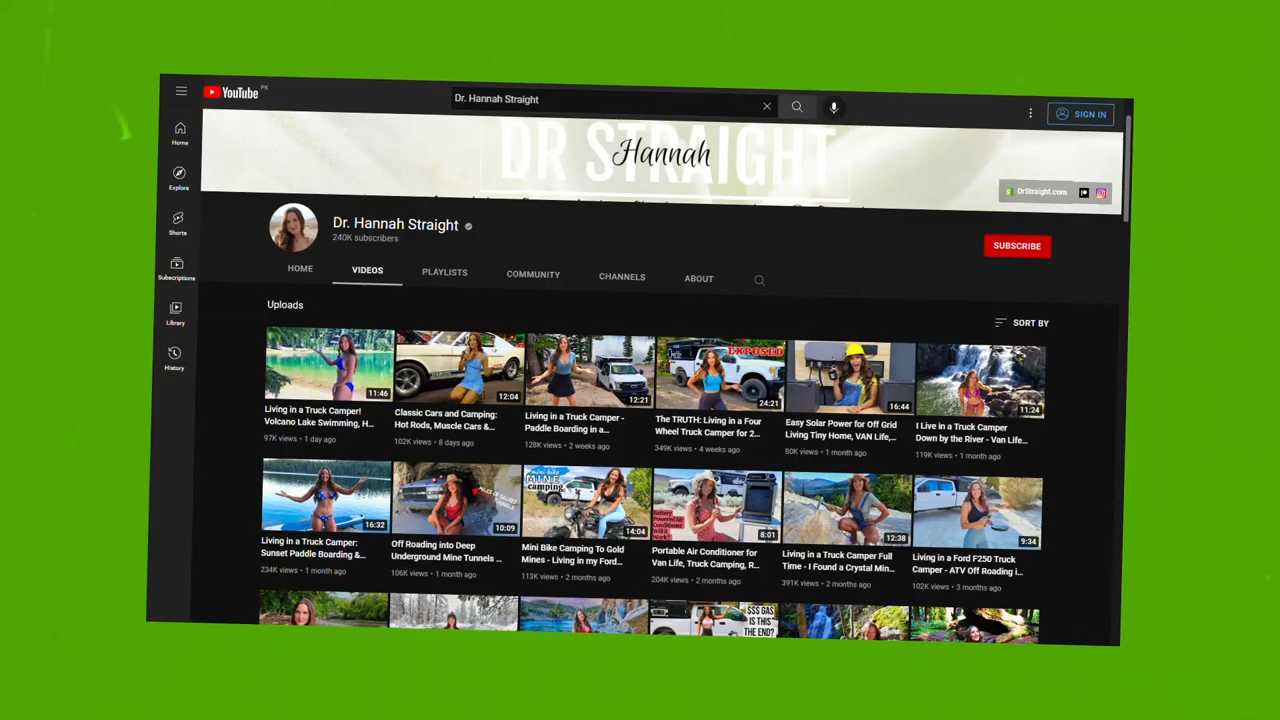 YouTube PK
Dr. Hannah Straight
SIGN IN
Home
Explore
Shorts
Subscriptions
Library
History
DR STRAIGHT
Hannah
DrStraight.com
Dr. Hannah Straight
240K subscribers
SUBSCRIBE
HOME VIDEOS PLAYLISTS COMMUNITY CHANNELS ABOUT
Uploads
SORT BY
11:46
Living in a Truck Camper!
Volcano Lake Swimming, H...
97K views • 1 day ago
12:04
Classic Cars and Camping:
Hot Rods, Muscle Cars &...
102K views • 8 days ago
12:21
Living in a Truck Camper -
Paddle Boarding in a...
128K views • 2 weeks ago
EXPOSED
24:21
The TRUTH: Living in a Four
Wheel Truck Camper for 2...
349K views • 4 weeks ago
16:44
Easy Solar Power for Off Grid
Living Tiny Home, VAN Life,...
80K views • 1 month ago
11:24
I Live in a Truck Camper
Down by the River - Van Life...
119K views • 1 month ago
16:32
Living in a Truck Camper:
Sunset Paddle Boarding &...
234K views • 1 month ago
10:09
Off Roading into Deep
Underground Mine Tunnels ...
106K views • 1 month ago
mini bike
MINE
camping
14:04
Mini Bike Camping To Gold
Mines - Living in my Ford...
113K views • 2 months ago
Battery
Powered Air
Conditioner
Will it
Work?!
8:01
Portable Air Conditioner for
Van Life, Truck Camping, R...
204K views • 2 months ago
12:38
Living in a Truck Camper Full
Time - I Found a Crystal Min...
391K views • 2 months ago
9:34
Living in a Ford F250 Truck
Camper - ATV Off Roading i...
102K views • 3 months ago
$$$ GAS
IS THIS
THE END?